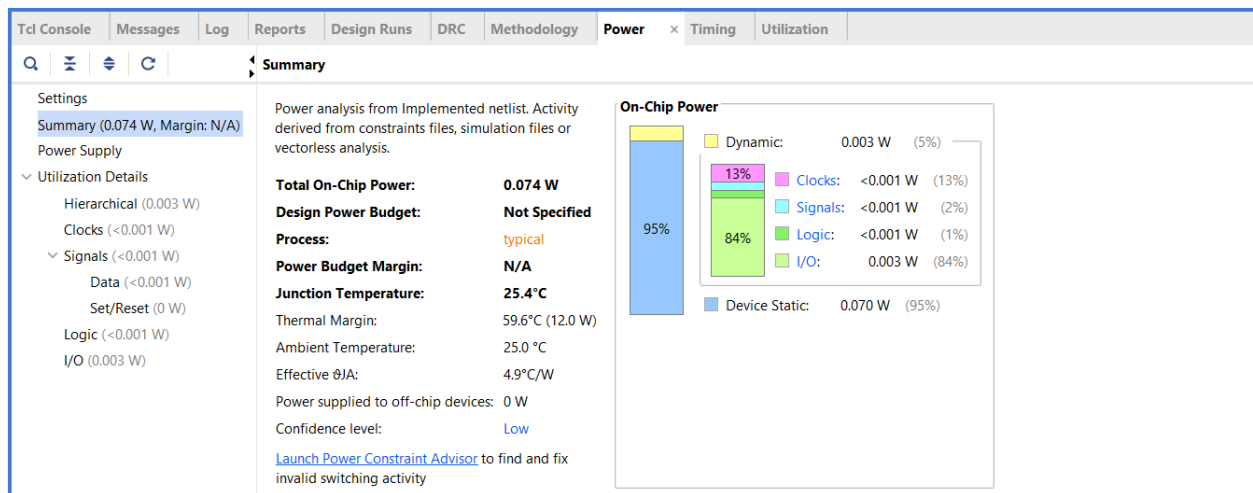 Tcl Console Messages Log Reports Design Runs DRC Methodology Power × Timing Utilization
Summary
Settings
Summary (0.074 W, Margin: N/A)
Power Supply
Utilization Details
Hierarchical (0.003 W)
Clocks (<0.001 W)
Signals (<0.001 W)
Data (<0.001 W)
Set/Reset (0 W)
Logic (<0.001 W)
I/O (0.003 W)
Power analysis from Implemented netlist. Activity
derived from constraints files, simulation files or
vectorless analysis.
Total On-Chip Power: 0.074 W
Design Power Budget: Not Specified
Process: typical
Power Budget Margin: N/A
Junction Temperature: 25.4°C
Thermal Margin: 59.6°C (12.0 W)
Ambient Temperature: 25.0 °C
Effective ϑJA: 4.9°C/W
Power supplied to off-chip devices: 0 W
Confidence level: Low
Launch Power Constraint Advisor to find and fix
invalid switching activity
On-Chip Power
95%
Dynamic: 0.003 W (5%)
13%
84%
Clocks: <0.001 W (13%)
Signals: <0.001 W (2%)
Logic: <0.001 W (1%)
I/O: 0.003 W (84%)
Device Static: 0.070 W (95%)